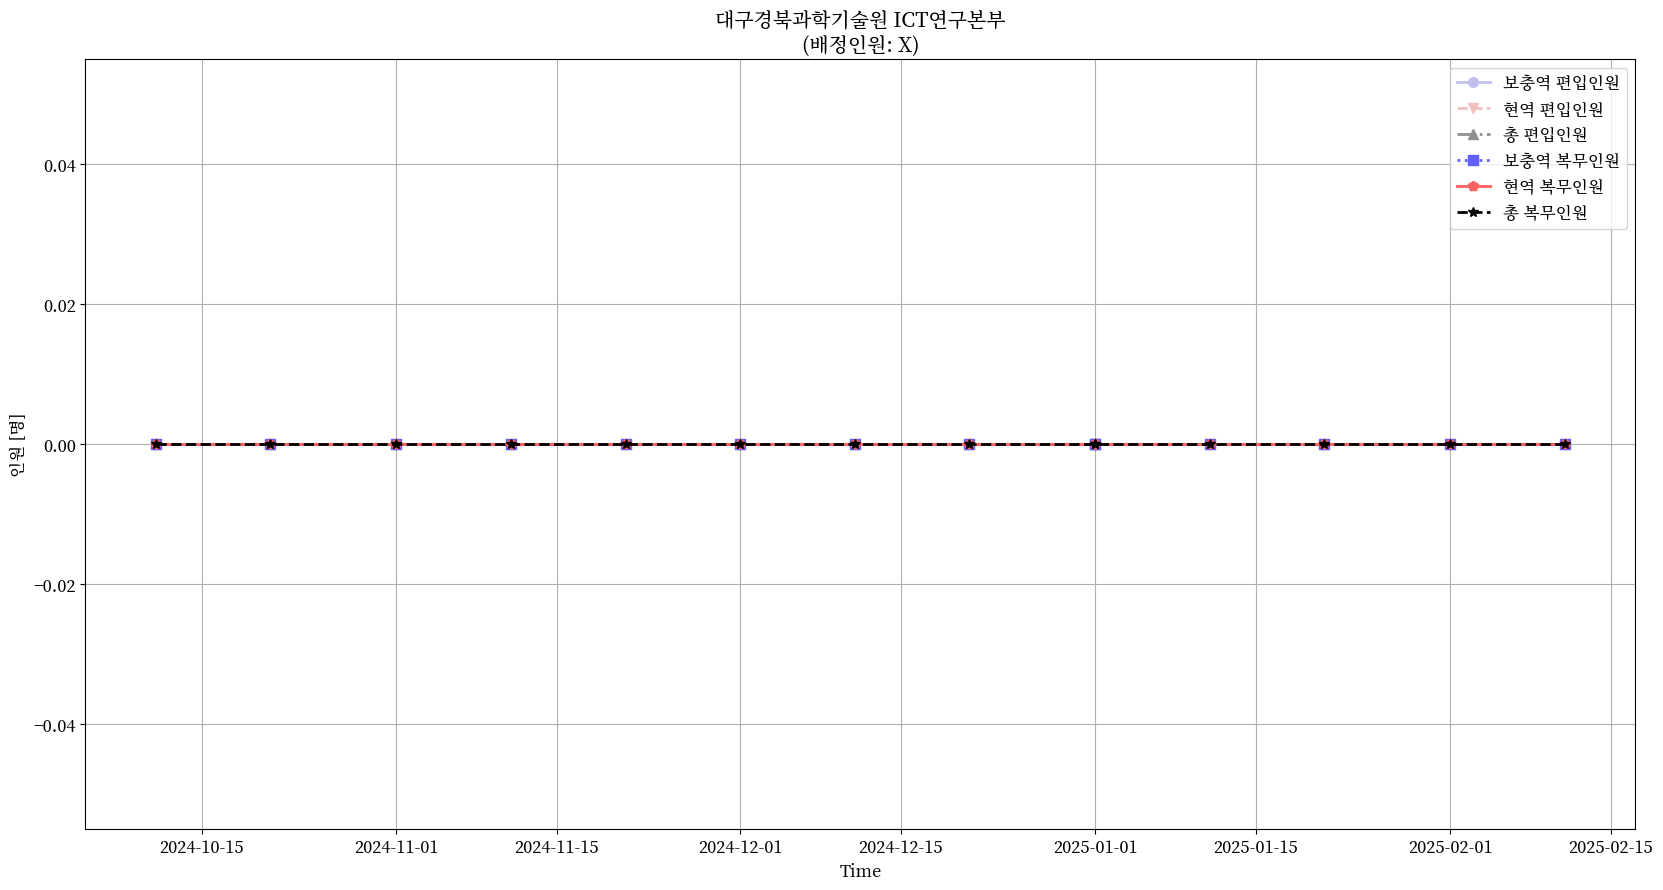 대구경북과학기술원 ICT연구본부
(배정인원: X)
보충역 편입인원
현역 편입인원
총 편입인원
보충역 복무인원
현역 복무인원
총 복무인원
인원 [명]
0.04
0.02
0.00
−0.02
−0.04
2024-10-15
2024-11-01
2024-11-15
2024-12-01
2024-12-15
2025-01-01
2025-01-15
2025-02-01
2025-02-15
Time